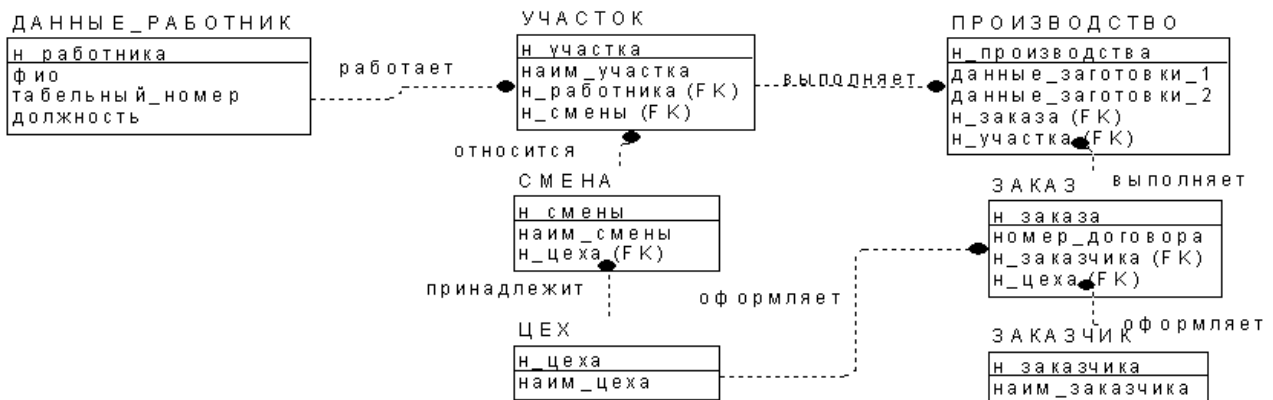 ДАННЫЕ_РАБОТНИК
н_работника
фио
табельный_номер
должность
работает
УЧАСТОК
н_участка
наим_участка
н_работника (FK)
н_смены (FK)
выполняет
ПРОИЗВОДСТВО
н_производства
данные_заготовки_1
данные_заготовки_2
н_заказа (FK)
н_участка (FK)
относится
выполняет
СМЕНА
н_смены
наим_смены
н_цеха (FK)
ЗАКАЗ
н_заказа
номер_договора
н_заказчика (FK)
н_цеха (FK)
принадлежит
оформляет
оформляет
ЦЕХ
н_цеха
наим_цеха
ЗАКАЗЧИК
н_заказчика
наим_заказчика